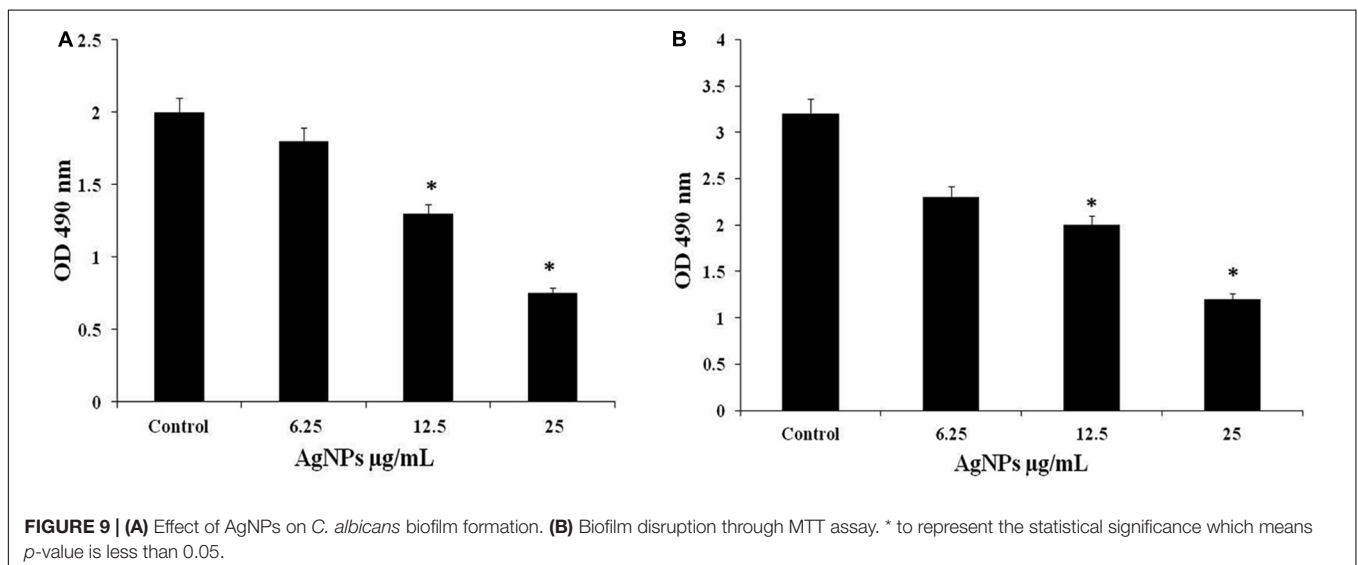 A
2.5
2
1.5
1
0.5
0
OD 490 nm
*
*
Control 6.25 12.5 25
AgNPs µg/mL
B
4
3.5
3
2.5
2
1.5
1
0.5
0
OD 490 nm
*
*
Control 6.25 12.5 25
AgNPs µg/mL
FIGURE 9 | (A) Effect of AgNPs on C. albicans biofilm formation. (B) Biofilm disruption through MTT assay. * to represent the statistical significance which means
p-value is less than 0.05.